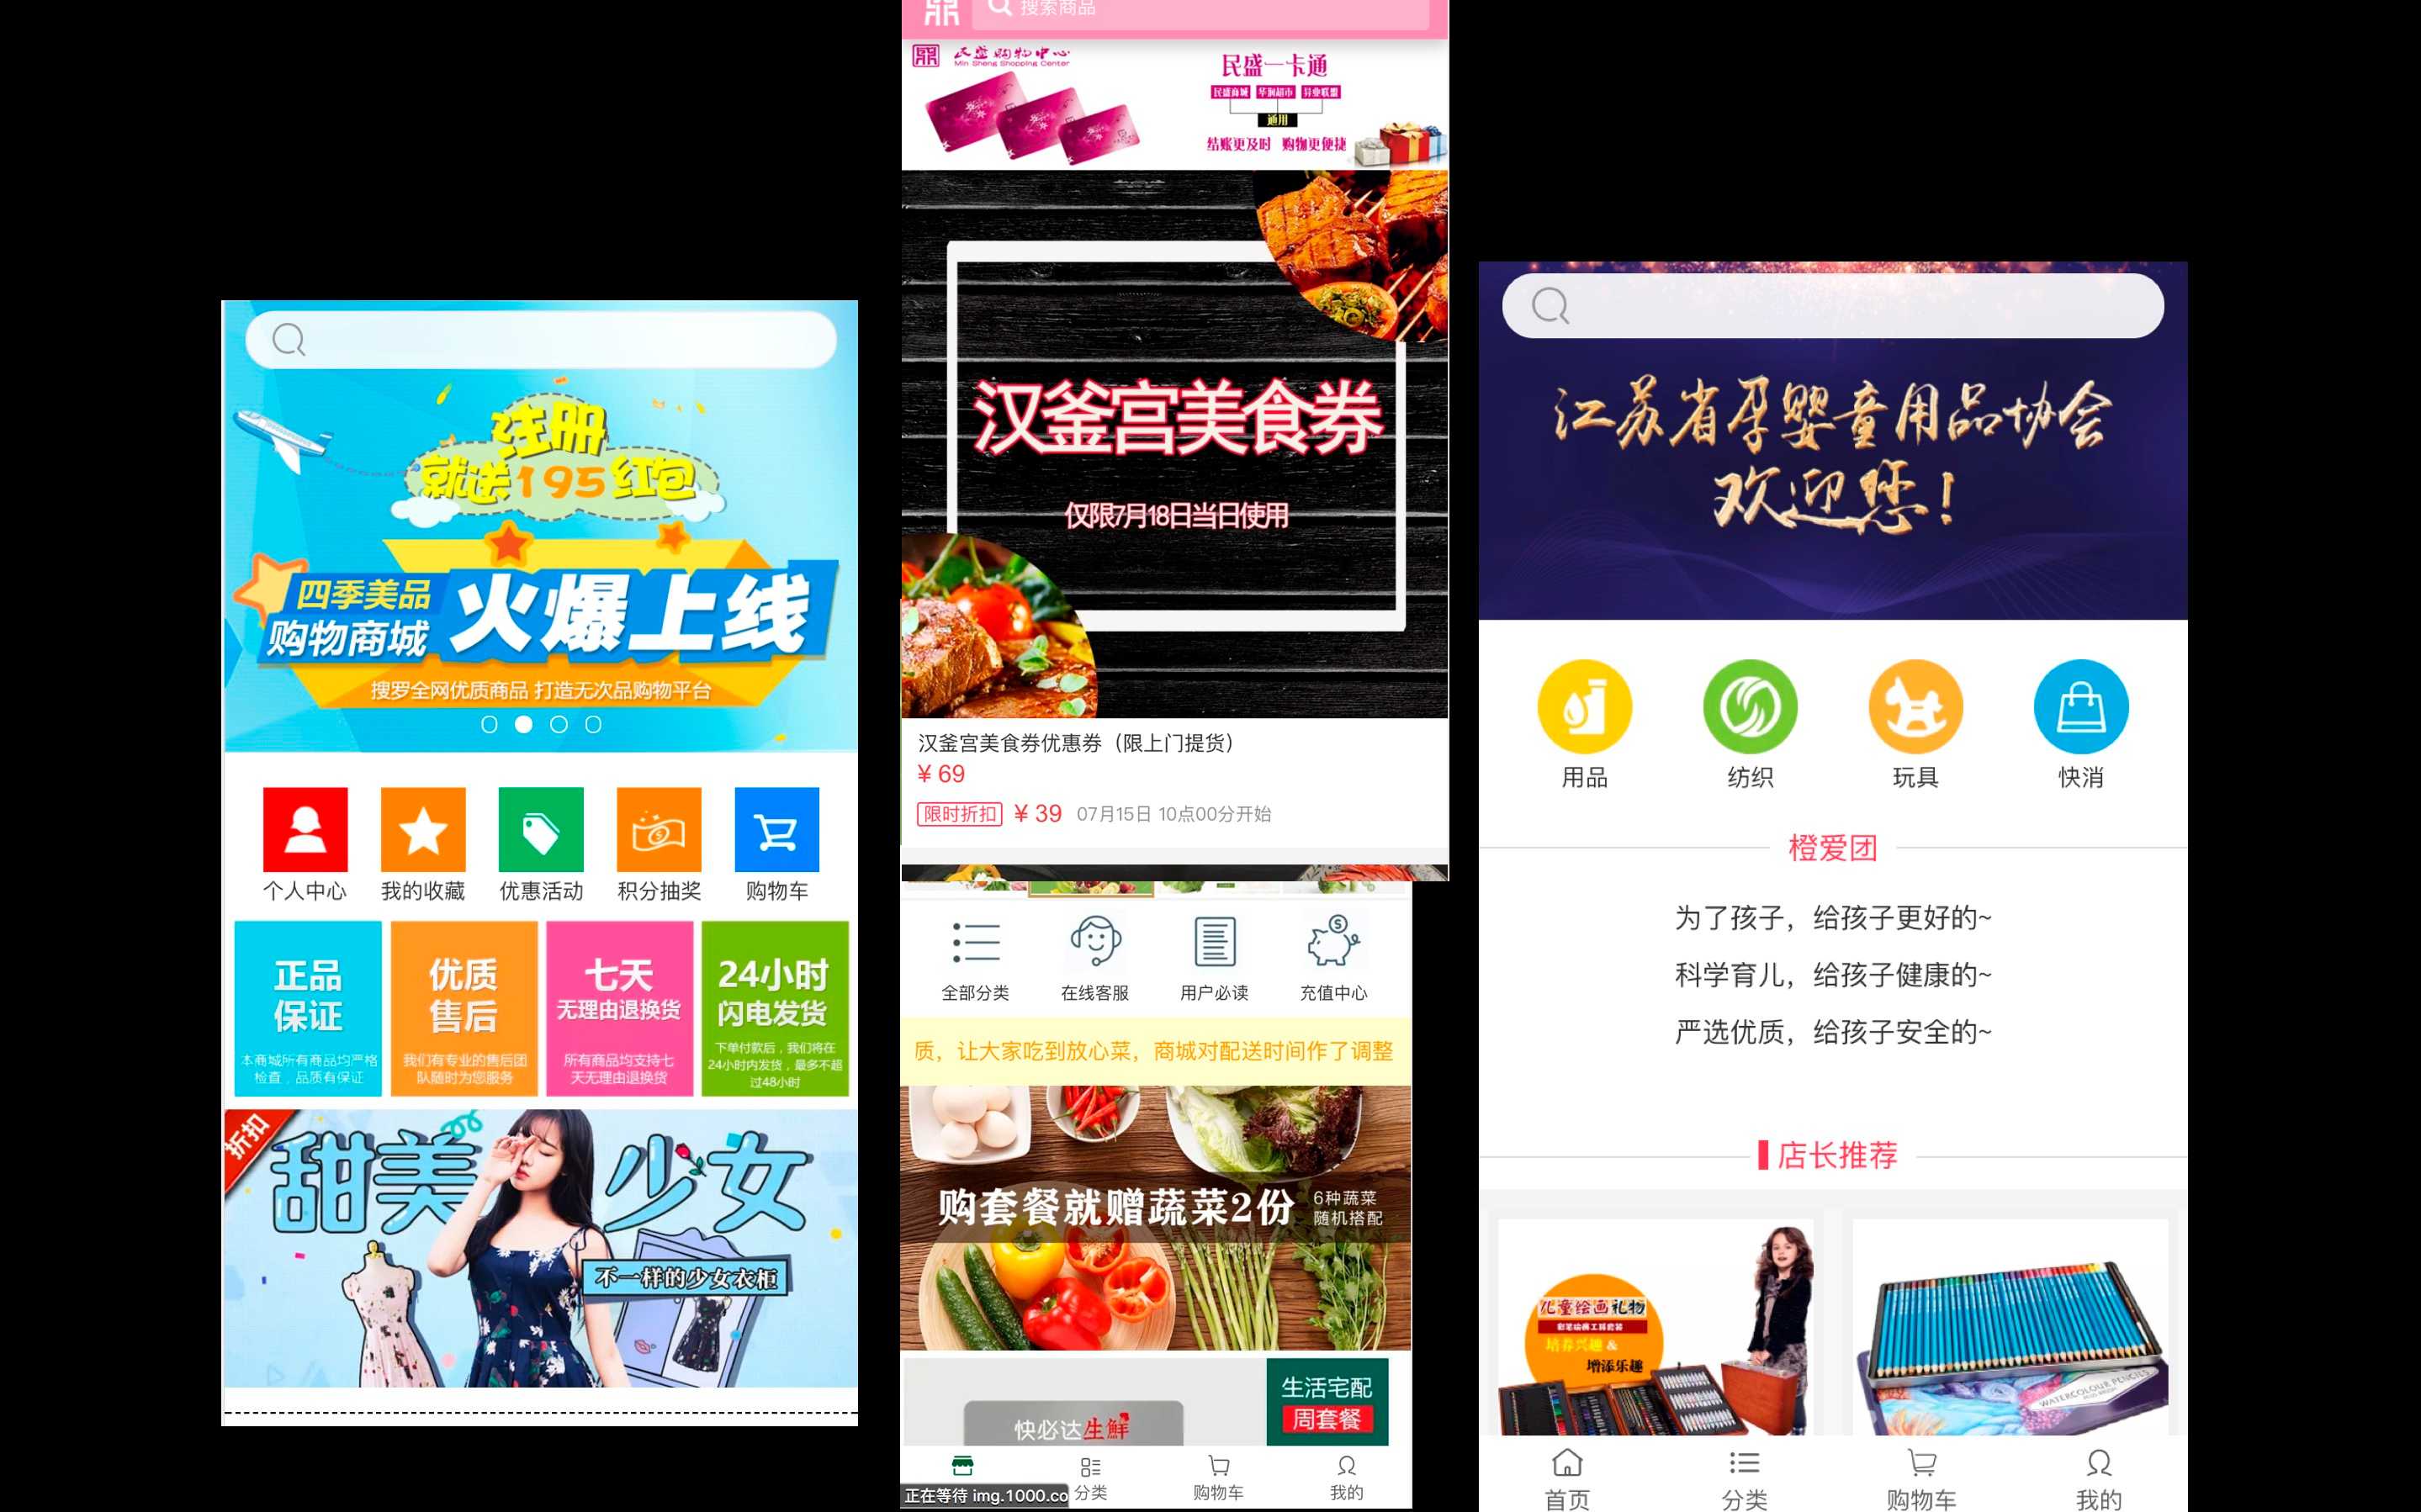 注册
就送195红包
四季美品
购物商城
火爆上线
搜罗全网优质商品 打造无次品购物平台
个人中心
我的收藏
优惠活动
积分抽奖
购物车
正品
保证
本商城所有商品均严格
检查，品质有保证
优质
售后
我们有专业的售后团
队随时为您服务
七天
无理由退换货
所有商品均支持七
天无理由退换货
24小时
闪电发货
下单付款后，我们将在
24小时内发货，最多不超
过48小时
折扣
甜美少女
不一样的少女衣柜
搜索商品
民盛购物中心
Min Sheng Shopping Center
民盛一卡通
民盛商城 华润超市 异业联盟
通用
结账更及时 购物更便捷
汉釜宫美食券
仅限7月18日当日使用
汉釜宫美食券优惠券（限上门提货）
¥ 69
限时折扣 ¥ 39 07月15日 10点00分开始
全部分类
在线客服
用户必读
充值中心
质，让大家吃到放心菜，商城对配送时间作了调整
购套餐就赠蔬菜2份
6种蔬菜
随机搭配
快必达生鲜
生活宅配
周套餐
正在等待 img.1000.co
分类
购物车
我的
江苏省孕婴童用品协会
欢迎您！
用品
纺织
玩具
快消
橙爱团
为了孩子，给孩子更好的~
科学育儿，给孩子健康的~
严选优质，给孩子安全的~
店长推荐
儿童绘画礼物
培养兴趣 &
增添乐趣
WATERCOLOUR PENCILS
首页
分类
购物车
我的